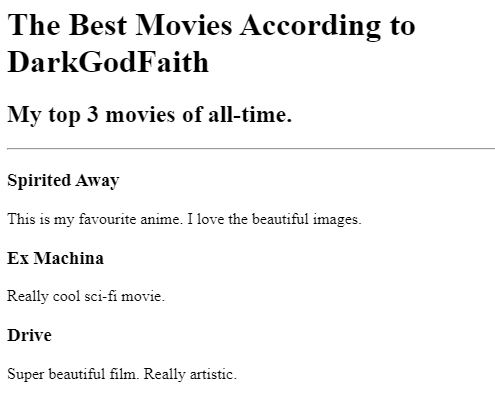 The Best Movies According to
DarkGodFaith
My top 3 movies of all-time.
Spirited Away
This is my favourite anime. I love the beautiful images.
Ex Machina
Really cool sci-fi movie.
Drive
Super beautiful film. Really artistic.